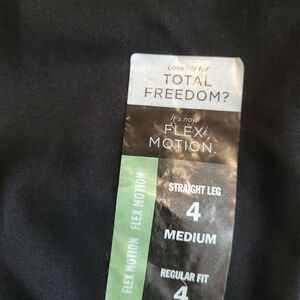 Looking for
TOTAL
FREEDOM?
It's now
FLEX
MOTION
FLEX MOTION FLEX MOTION
STRAIGHT LEG
4
MEDIUM
REGULAR FIT
4